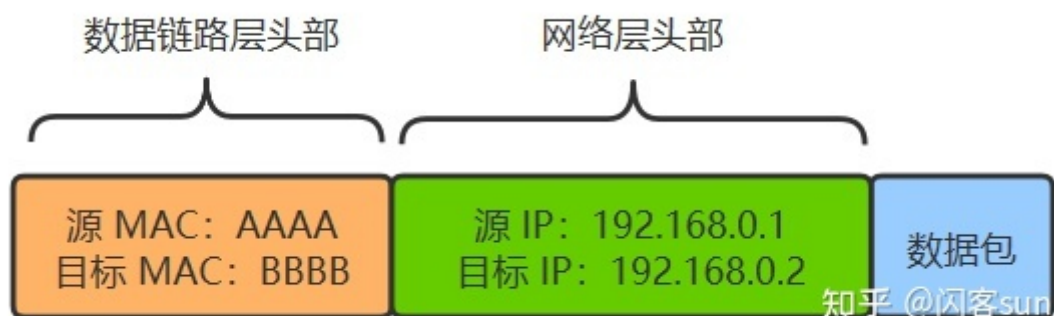 数据链路层头部
网络层头部
源 MAC：AAAA
目标 MAC：BBBB
源 IP：192.168.0.1
目标 IP：192.168.0.2
数据包
知乎 @闪客sun